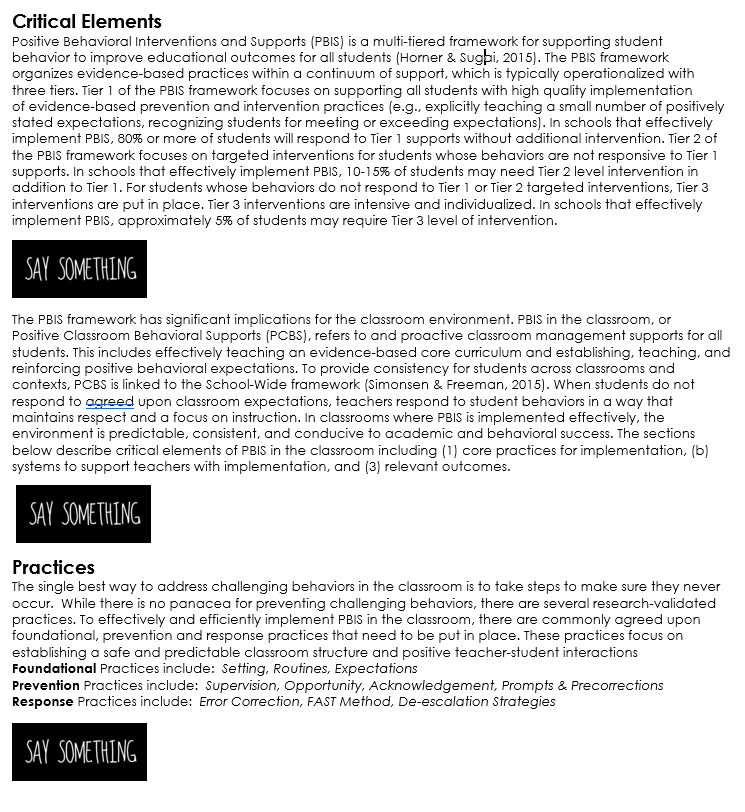 Critical Elements
Positive Behavioral Interventions and Supports (PBIS) is a multi-tiered framework for supporting student
behavior to improve educational outcomes for all students (Horner & Sugai, 2015). The PBIS framework
organizes evidence-based practices within a continuum of support, which is typically operationalized with
three tiers. Tier 1 of the PBIS framework focuses on supporting all students with high quality implementation
of evidence-based prevention and intervention practices (e.g., explicitly teaching a small number of positively
stated expectations, recognizing students for meeting or exceeding expectations). In schools that effectively
implement PBIS, 80% or more of students will respond to Tier 1 supports without additional intervention. Tier 2 of
the PBIS framework focuses on targeted interventions for students whose behaviors are not responsive to Tier 1
supports. In schools that effectively implement PBIS, 10-15% of students may need Tier 2 level intervention in
addition to Tier 1. For students whose behaviors do not respond to Tier 1 or Tier 2 targeted interventions, Tier 3
interventions are put in place. Tier 3 interventions are intensive and individualized. In schools that effectively
implement PBIS, approximately 5% of students may require Tier 3 level of intervention.
SAY SOMETHING
The PBIS framework has significant implications for the classroom environment. PBIS in the classroom, or
Positive Classroom Behavioral Supports (PCBS), refers to and proactive classroom management supports for all
students. This includes effectively teaching an evidence-based core curriculum and establishing, teaching, and
reinforcing positive behavioral expectations. To provide consistency for students across classrooms and
contexts, PCBS is linked to the School-Wide framework (Simonsen & Freeman, 2015). When students do not
respond to agreed upon classroom expectations, teachers respond to student behaviors in a way that
maintains respect and a focus on instruction. In classrooms where PBIS is implemented effectively, the
environment is predictable, consistent, and conducive to academic and behavioral success. The sections
below describe critical elements of PBIS in the classroom including (1) core practices for implementation, (b)
systems to support teachers with implementation, and (3) relevant outcomes.
SAY SOMETHING
Practices
The single best way to address challenging behaviors in the classroom is to take steps to make sure they never
occur. While there is no panacea for preventing challenging behaviors, there are several research-validated
practices. To effectively and efficiently implement PBIS in the classroom, there are commonly agreed upon
foundational, prevention and response practices that need to be put in place. These practices focus on
establishing a safe and predictable classroom structure and positive teacher-student interactions
Foundational Practices include: Setting, Routines, Expectations
Prevention Practices include: Supervision, Opportunity, Acknowledgement, Prompts & Precorrections
Response Practices include: Error Correction, FAST Method, De-escalation Strategies
SAY SOMETHING